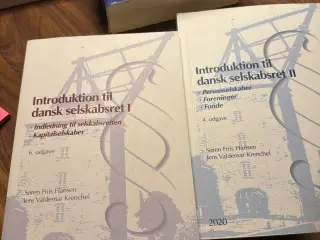 Introduktion til
dansk selskabsret I
- Indledning til selskabsretten
- Kapitalselskaber
6. udgave
Søren Friis Hansen
Jens Valdemar Krenchel
Introduktion til
dansk selskabsret II
- Personselskaber
- Foreninger
- Fonde
4. udgave
Søren Friis Hansen
Jens Valdemar Krenchel
2020